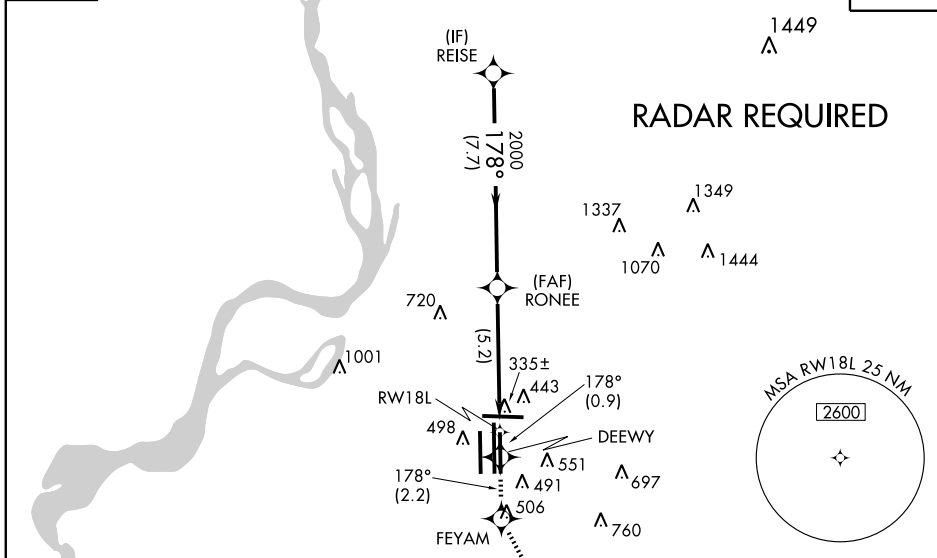 1449
(IF)
REISE
RADAR REQUIRED
2000
178°
(7.7)
1349
1337
1070
1444
(FAF)
RONEE
720
(5.2)
1001
335±
443
178°
(0.9)
MSA RW18L 25 NM
2600
RW18L
498
DEEWY
551
697
178°
(2.2)
491
506
760
FEYAM